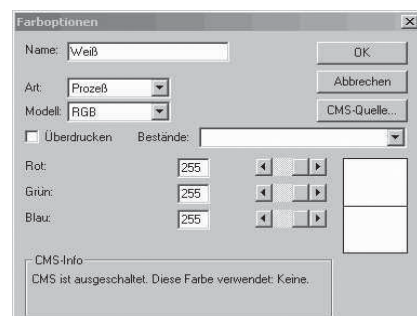 Farboptionen
Name: Weiß
OK
Art: Prozeß
Abbrechen
Modell: RGB
CMS-Quelle...
Überdrucken Bestände:
Rot: 255
Grün: 255
Blau: 255
CMS-Info
CMS ist ausgeschaltet. Diese Farbe verwendet: Keine.